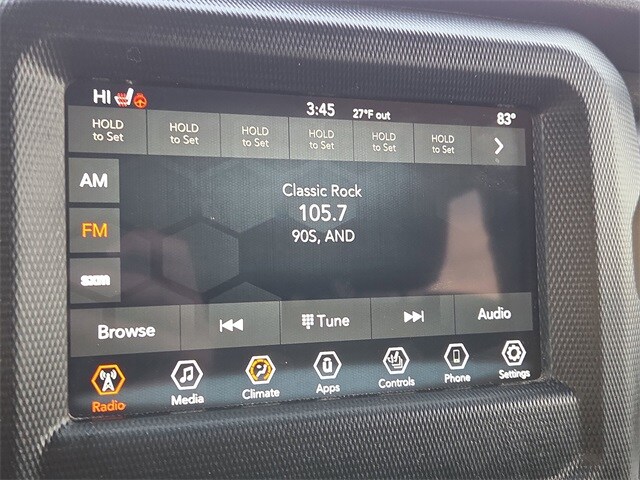 HI
3:45
27°F out
83°
HOLD
to Set
HOLD
to Set
HOLD
to Set
HOLD
to Set
HOLD
to Set
HOLD
to Set
AM
FM
sxm
Classic Rock
105.7
90S, AND
Browse
Tune
Audio
Radio
Media
Climate
Apps
Controls
Phone
Settings